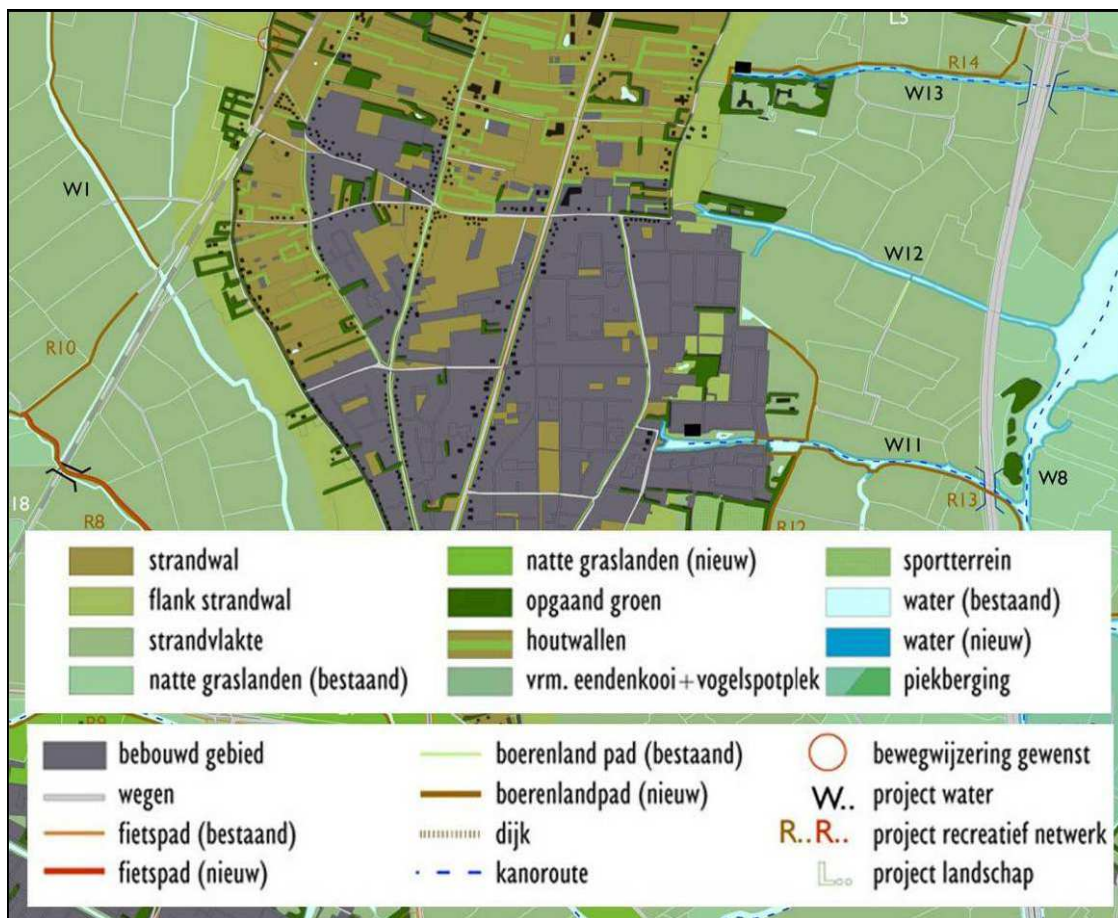 L5
R14
W13
W1
W12
R10
W11
W8
R13
18
R8
R12
strandwal
natte graslanden (nieuw)
sportterrein
flank strandwal
opgaand groen
water (bestaand)
strandvlakte
houtwallen
water (nieuw)
natte graslanden (bestaand)
vrm. eendenkooi+vogelspotplek
piekberging
R9
bebouwd gebied
boerenland pad (bestaand)
bewegwijzering gewenst
wegen
boerenlandpad (nieuw)
W.. project water
fietspad (bestaand)
dijk
R..R.. project recreatief netwerk
fietspad (nieuw)
kanoroute
L... project landschap